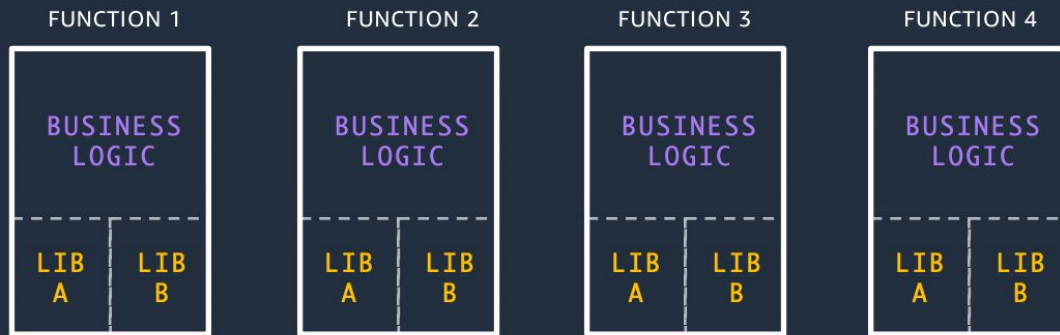 FUNCTION 1
FUNCTION 2
FUNCTION 3
FUNCTION 4
BUSINESS
LOGIC
BUSINESS
LOGIC
BUSINESS
LOGIC
BUSINESS
LOGIC
LIB
A
LIB
B
LIB
A
LIB
B
LIB
A
LIB
B
LIB
A
LIB
B